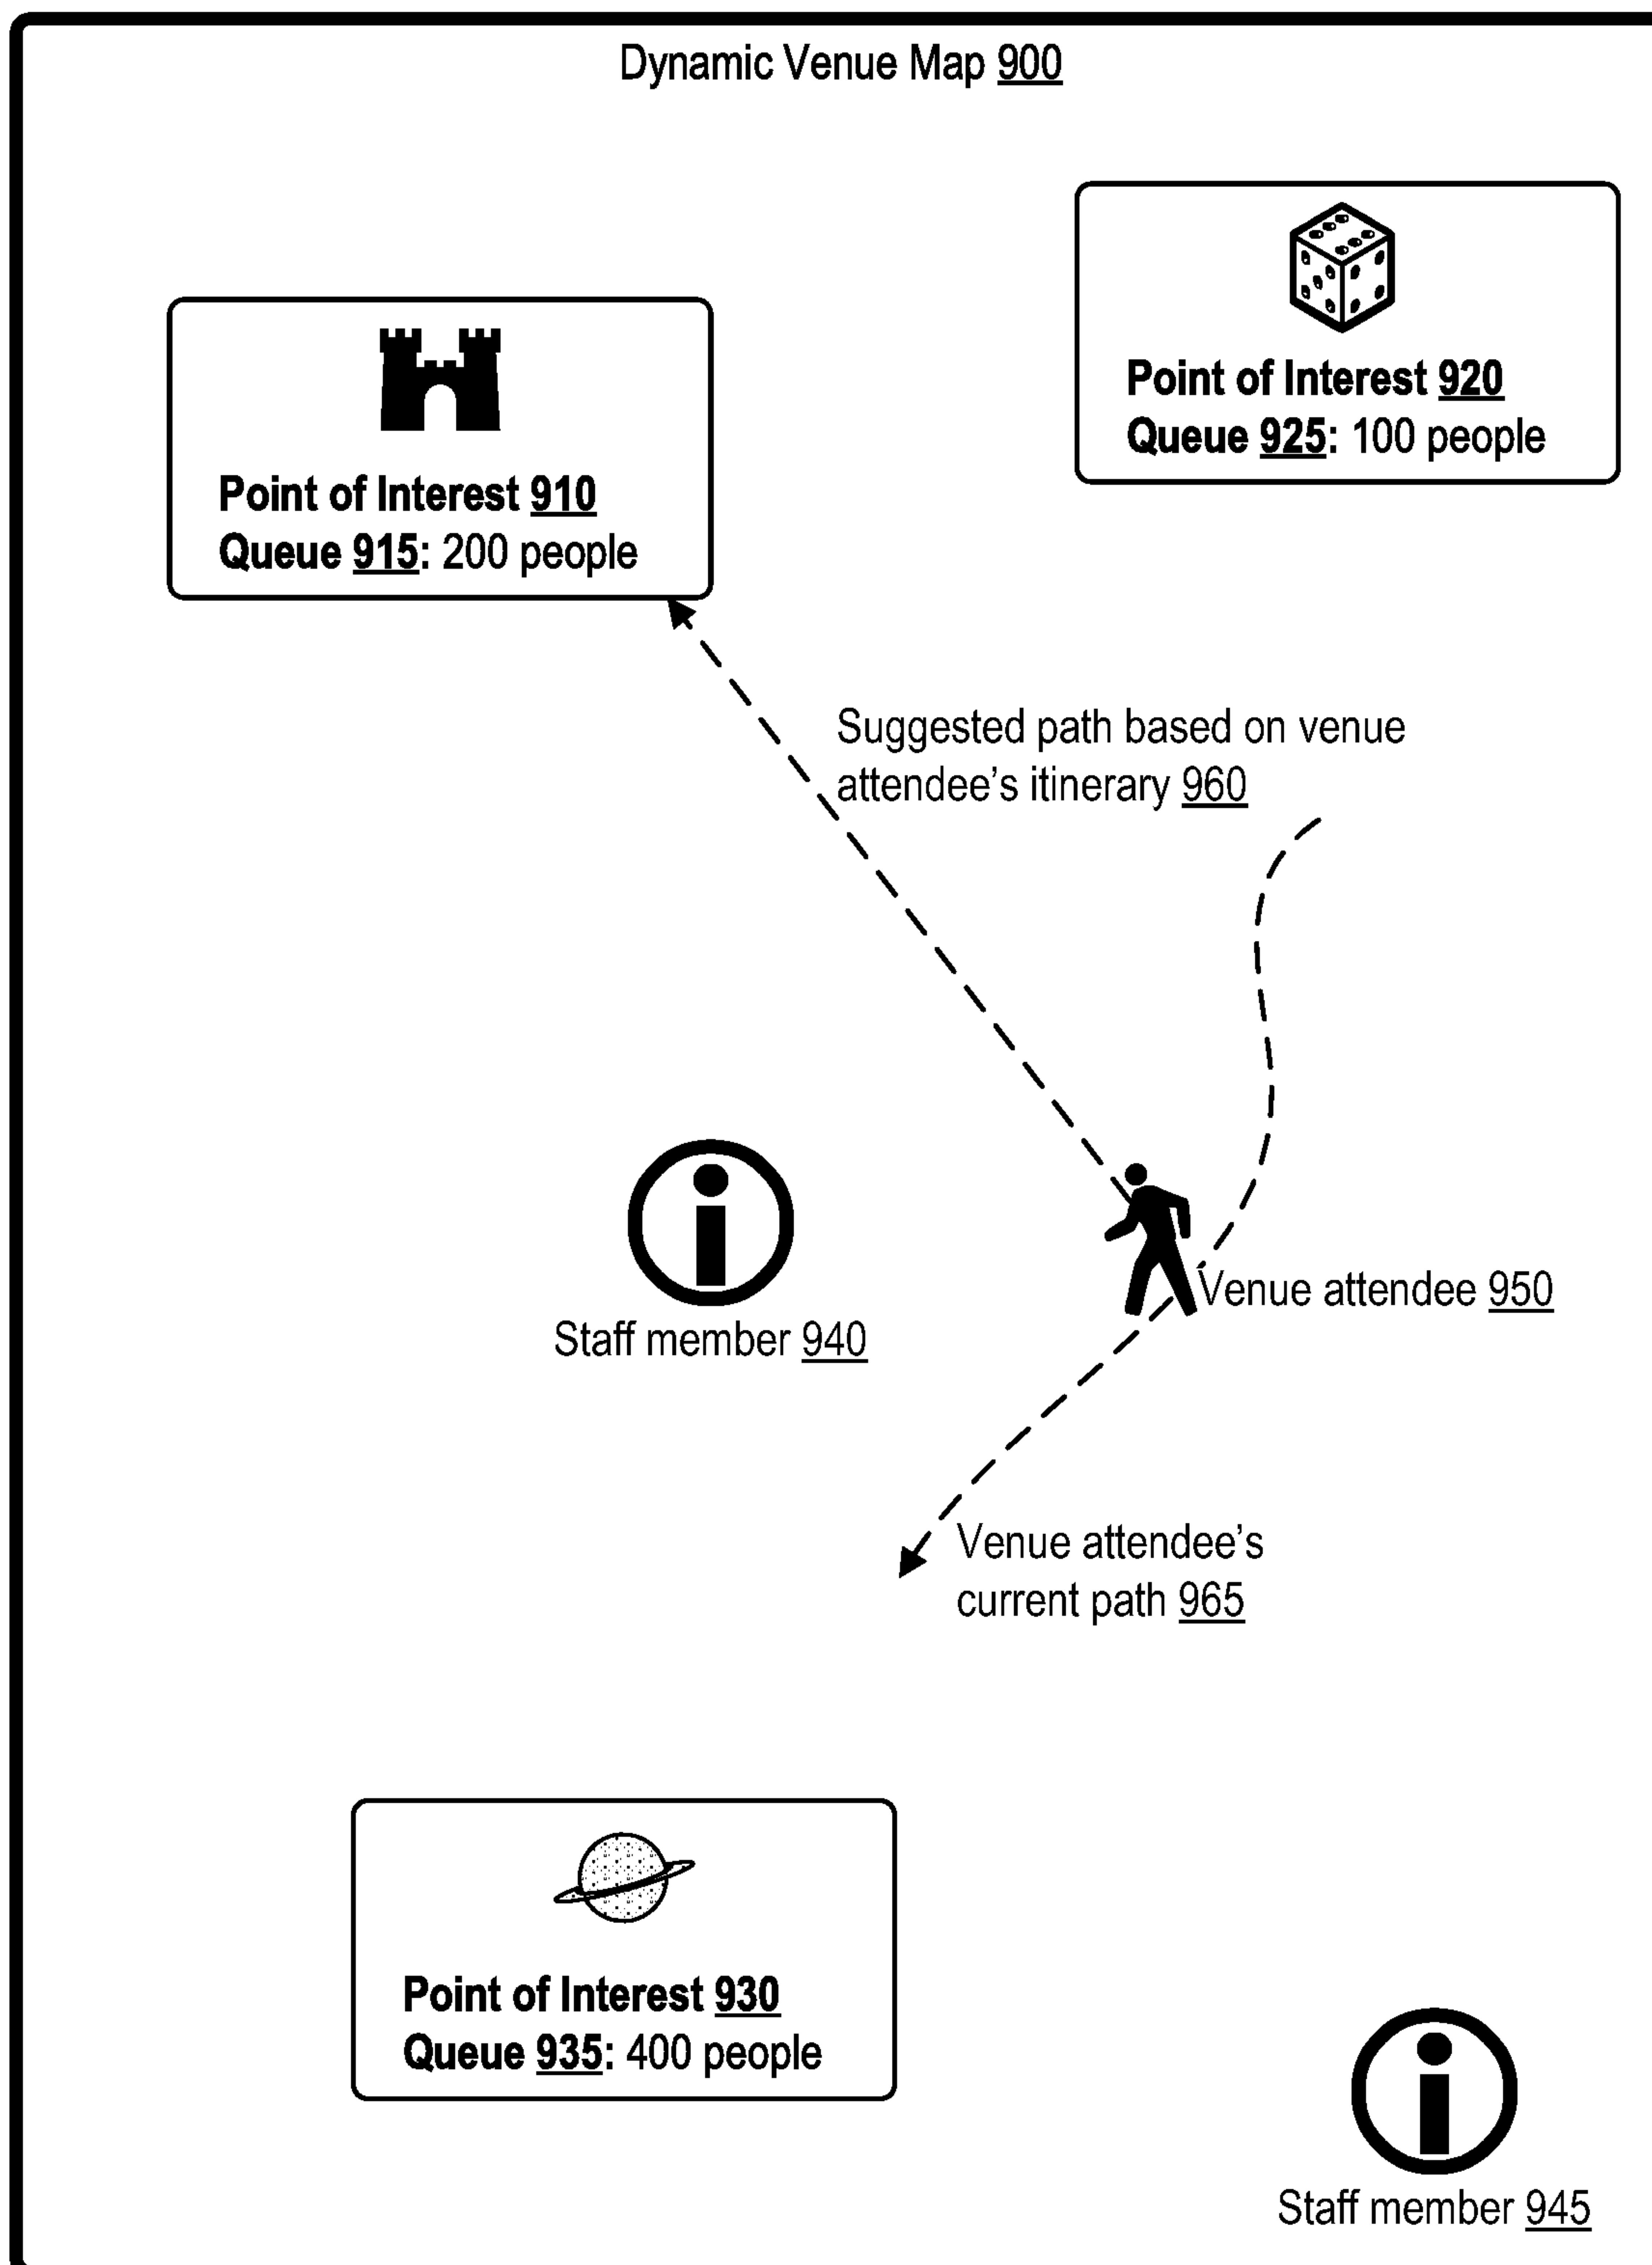 Dynamic Venue Map 900
Point of Interest 920
Queue 925: 100 people
Point of Interest 910
Queue 915: 200 people
Suggested path based on venue
attendee’s itinerary 960
Venue attendee 950
Staff member 940
Venue attendee’s
current path 965
Point of Interest 930
Queue 935: 400 people
Staff member 945